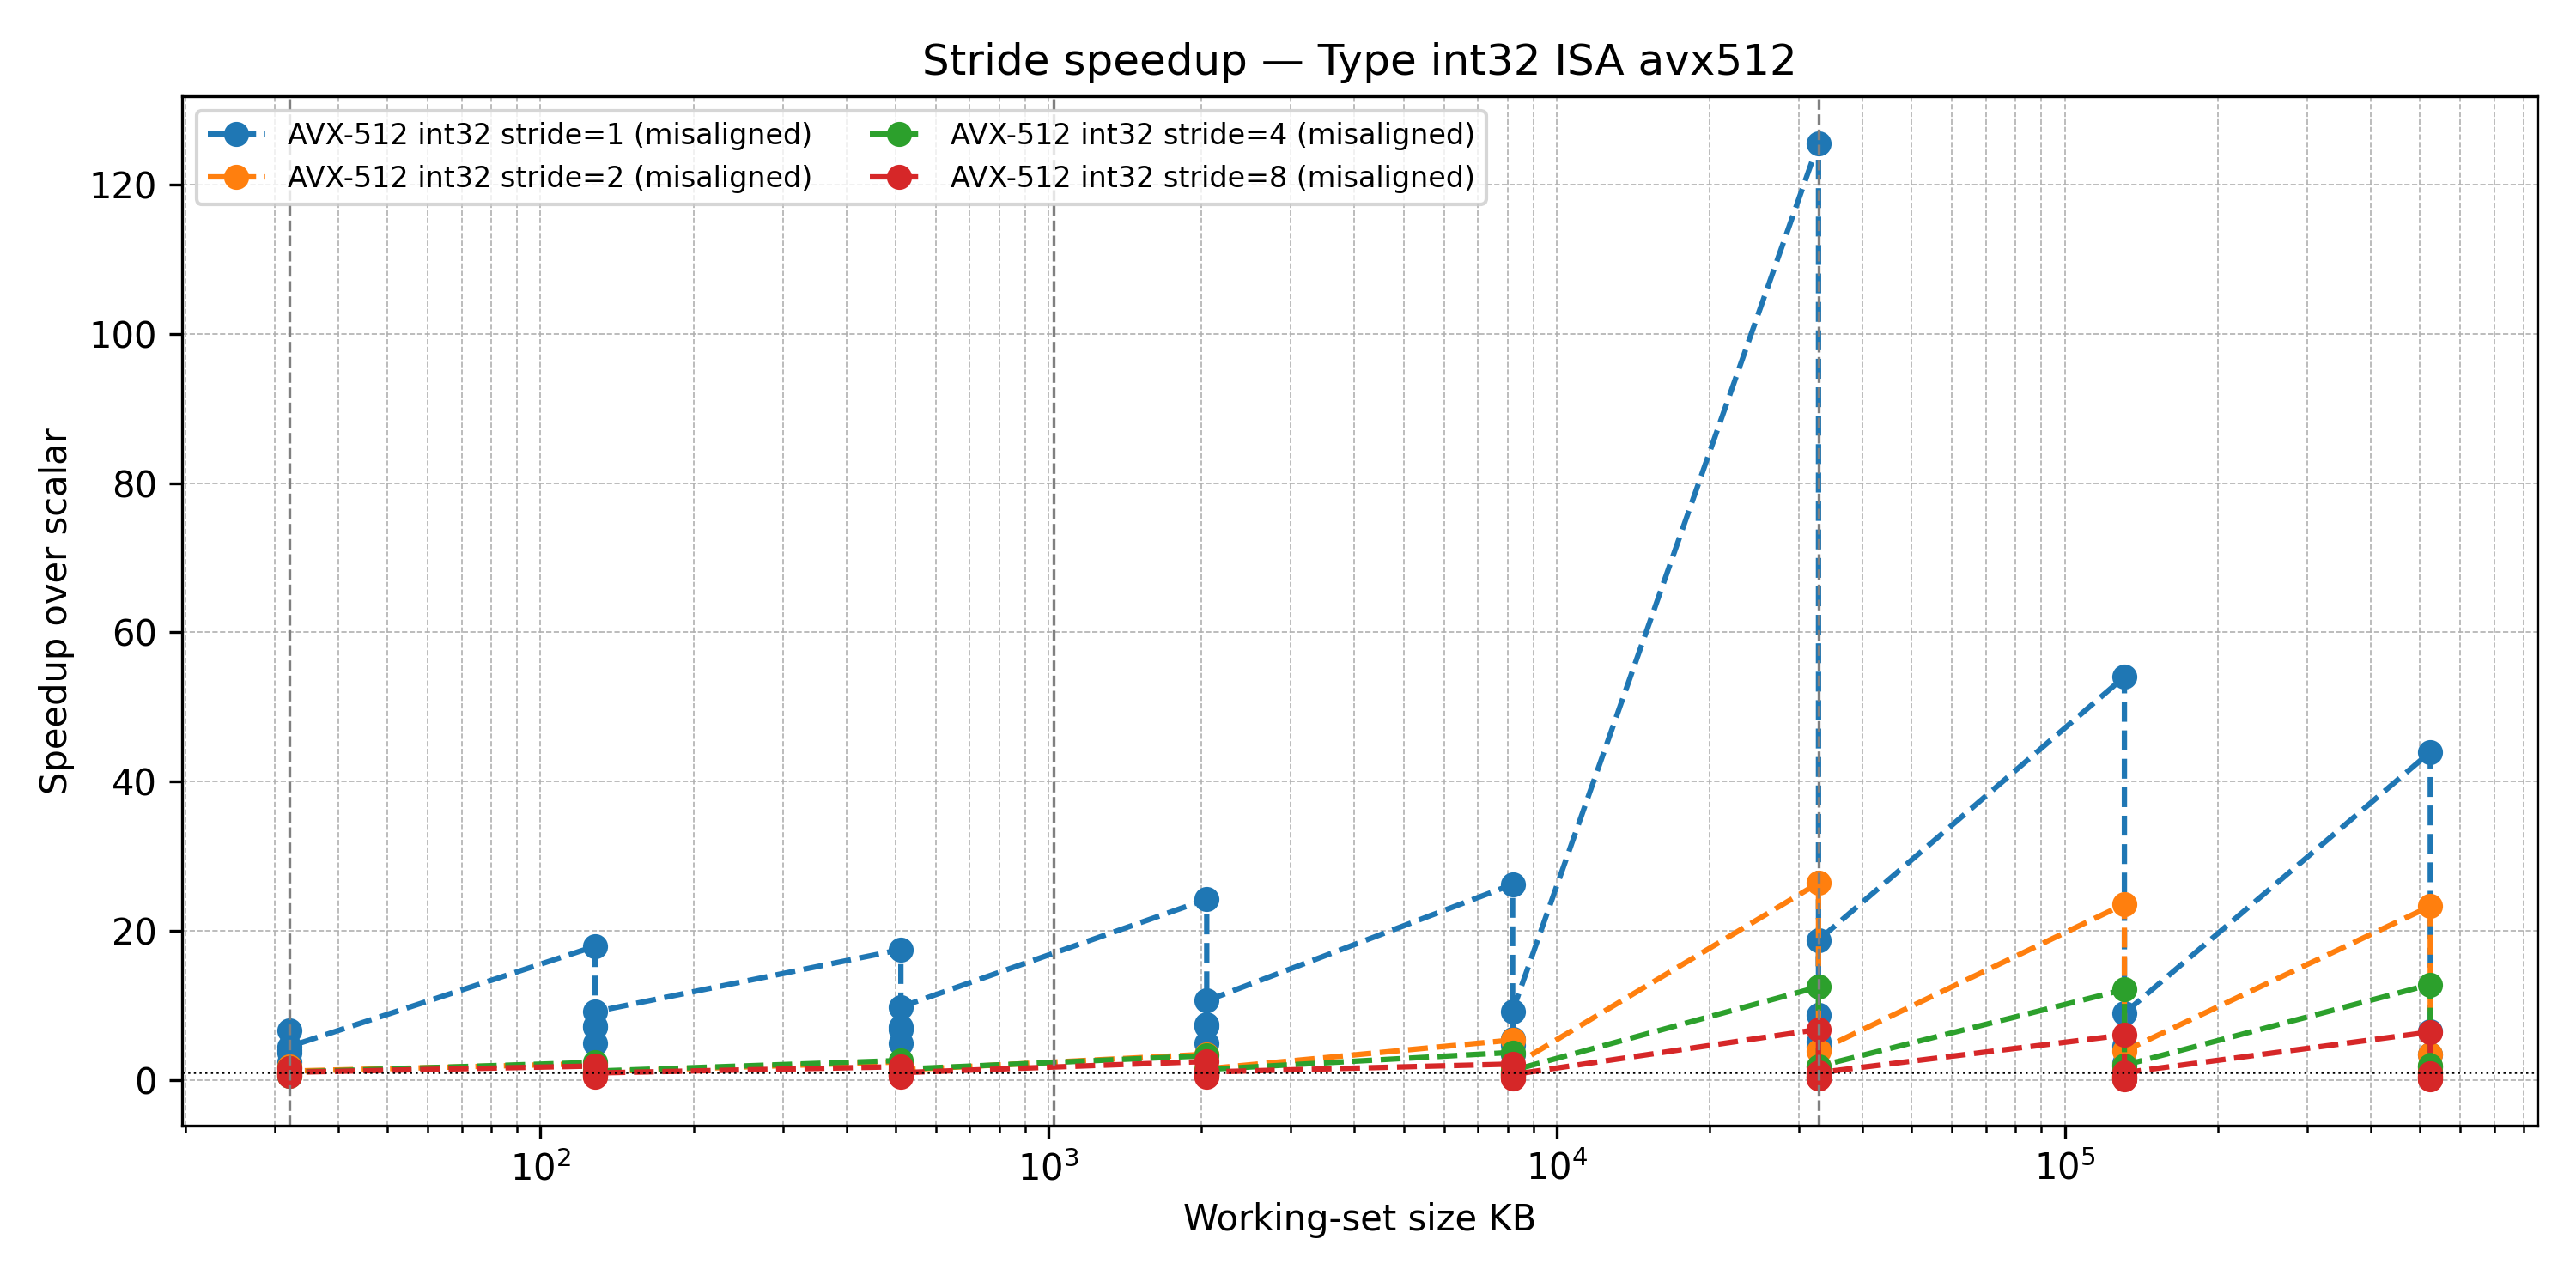 Stride speedup — Type int32 ISA avx512
AVX-512 int32 stride=1 (misaligned)
AVX-512 int32 stride=2 (misaligned)
AVX-512 int32 stride=4 (misaligned)
AVX-512 int32 stride=8 (misaligned)
Speedup over scalar
120
100
80
60
40
20
0
10²
10³
10⁴
10⁵
Working-set size KB